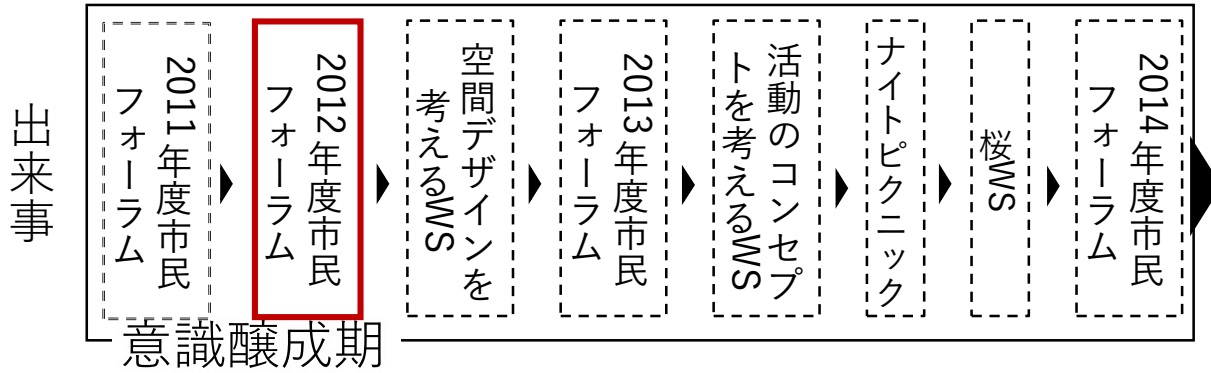 出来事
2011年度市民
フォーラム
2012年度市民
フォーラム
空間デザインを
考えるWS
2013年度市民
フォーラム
活動のコンセプ
トを考えるWS
ナイトピクニック
桜WS
2014年度市民
フォーラム
意識醸成期